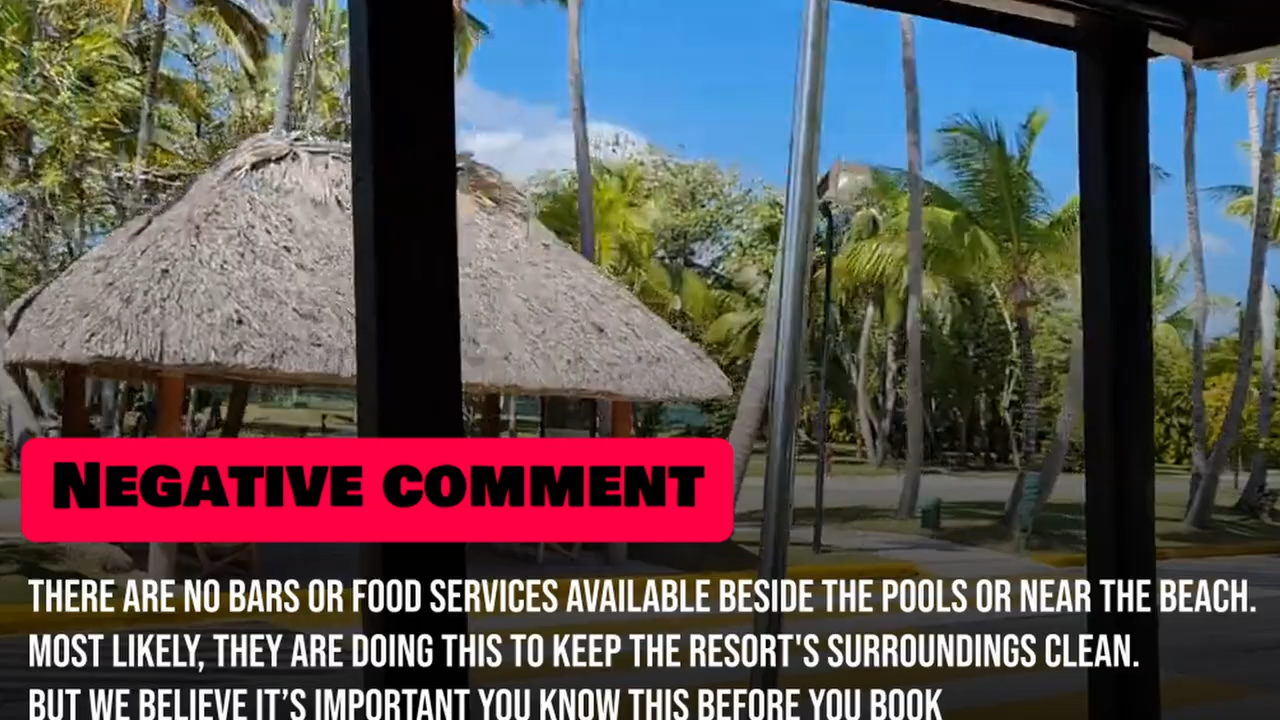 NEGATIVE COMMENT
THERE ARE NO BARS OR FOOD SERVICES AVAILABLE BESIDE THE POOLS OR NEAR THE BEACH.
MOST LIKELY, THEY ARE DOING THIS TO KEEP THE RESORT'S SURROUNDINGS CLEAN.
BUT WE BELIEVE IT’S IMPORTANT YOU KNOW THIS BEFORE YOU BOOK